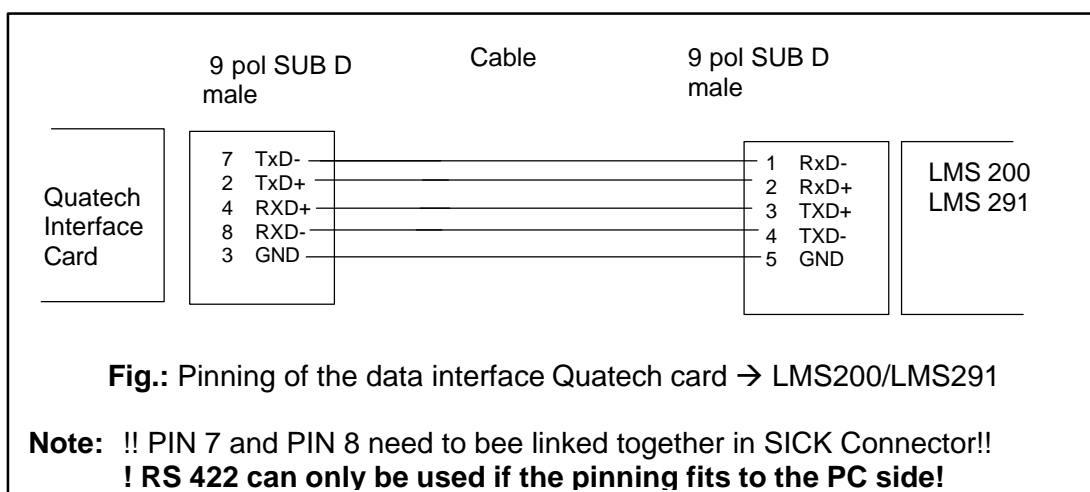 9 pol SUB D
male
Cable
9 pol SUB D
male
Quatech
Interface
Card
7 TxD-
2 TxD+
4 RXD+
8 RXD-
3 GND
1 RxD-
2 RxD+
3 TXD+
4 TXD-
5 GND
LMS 200
LMS 291
Fig.: Pinning of the data interface Quatech card → LMS200/LMS291
Note: !! PIN 7 and PIN 8 need to bee linked together in SICK Connector!!
! RS 422 can only be used if the pinning fits to the PC side!